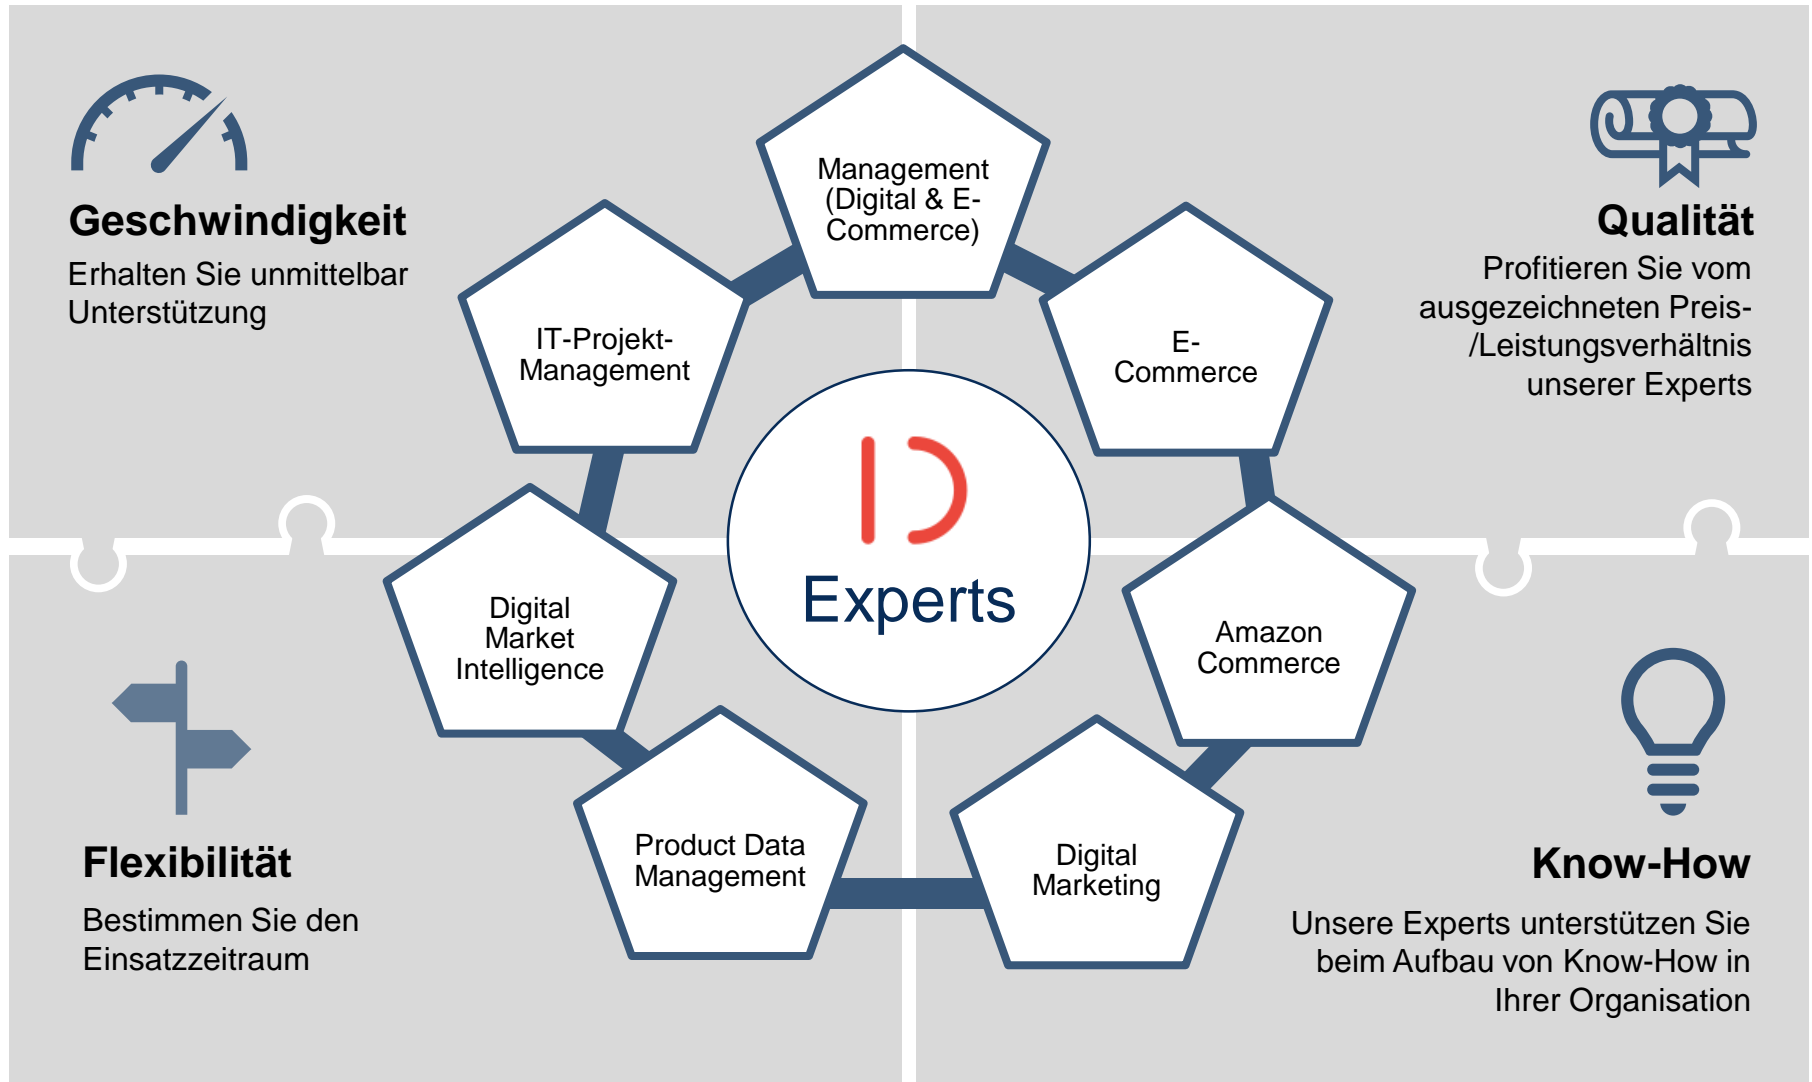 Geschwindigkeit
Erhalten Sie unmittelbar
Unterstützung
Qualität
Profitieren Sie vom
ausgezeichneten Preis-
/Leistungsverhältnis
unserer Experts
Management
(Digital & E-
Commerce)
IT-Projekt-
Management
E-
Commerce
Digital
Market
Intelligence
Experts
Amazon
Commerce
Product Data
Management
Digital
Marketing
Flexibilität
Bestimmen Sie den
Einsatzzeitraum
Know-How
Unsere Experts unterstützen Sie
beim Aufbau von Know-How in
Ihrer Organisation